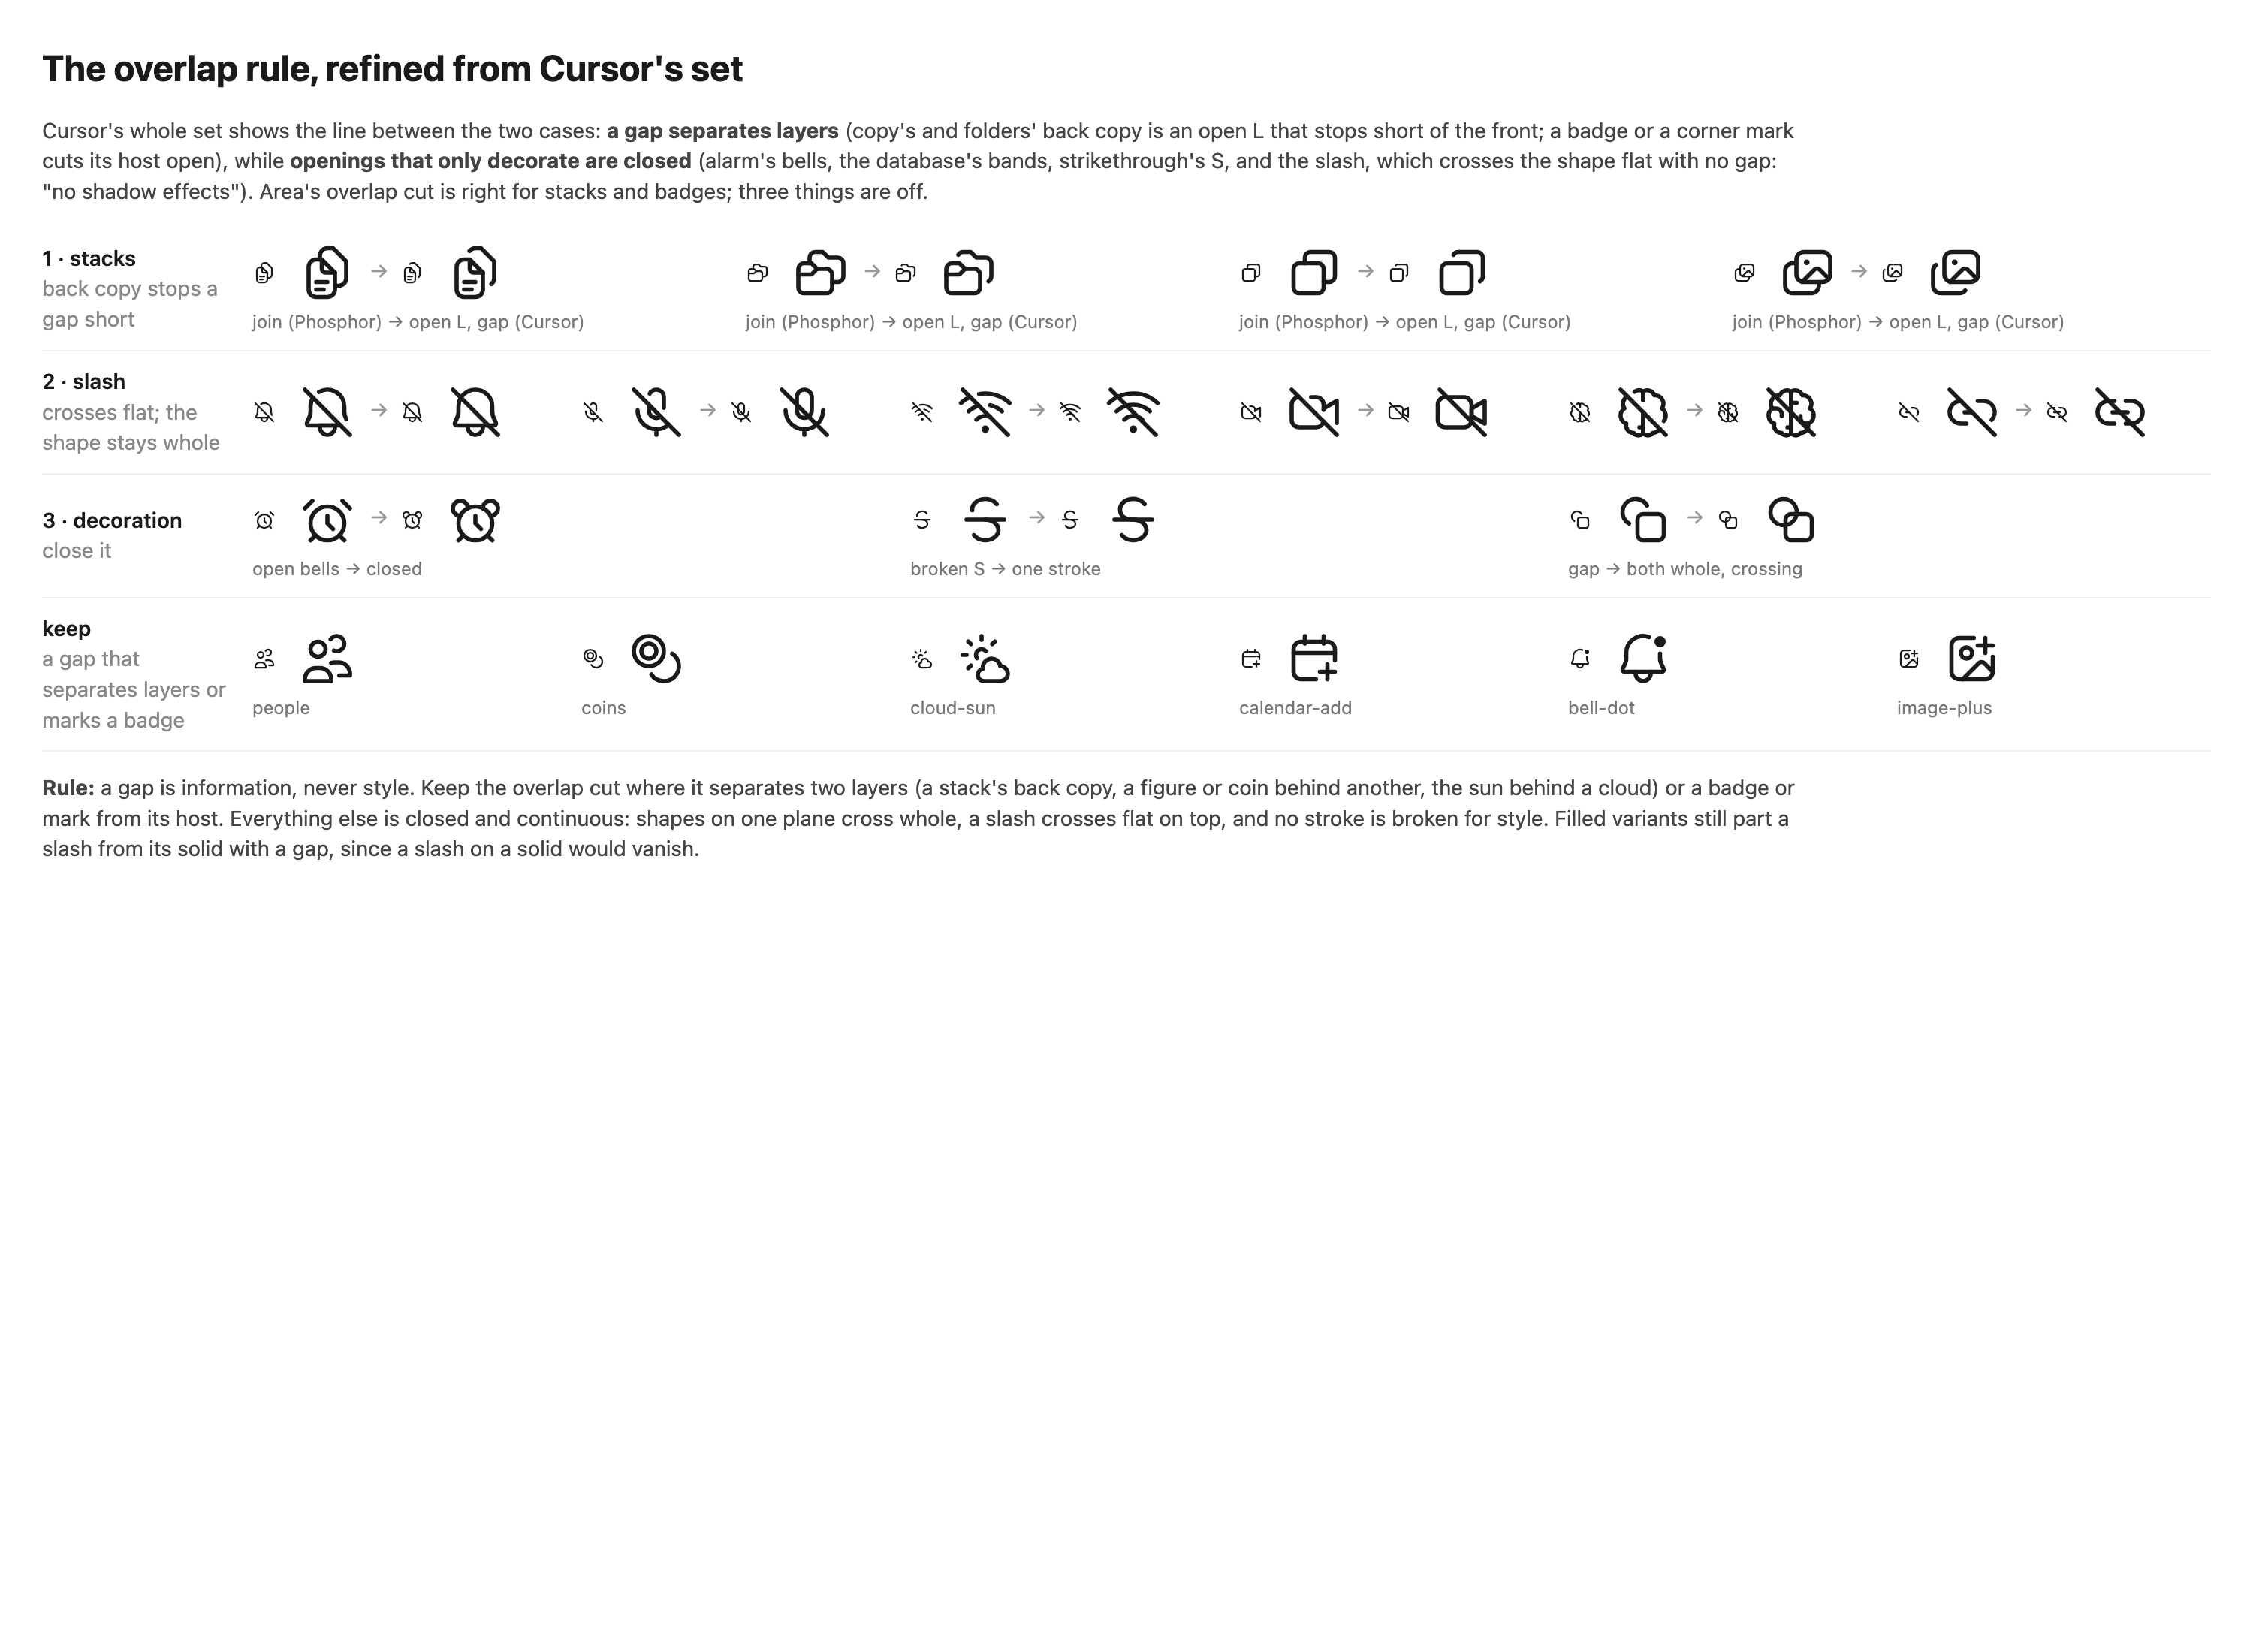 The overlap rule, refined from Cursor's set
Cursor's whole set shows the line between the two cases: a gap separates layers (copy's and folders' back copy is an open L that stops short of the front; a badge or a corner mark
cuts its host open), while openings that only decorate are closed (alarm's bells, the database's bands, strikethrough's S, and the slash, which crosses the shape flat with no gap:
"no shadow effects"). Area's overlap cut is right for stacks and badges; three things are off.
1 · stacks
back copy stops a
gap short
join (Phosphor) → open L, gap (Cursor)
join (Phosphor) → open L, gap (Cursor)
join (Phosphor) → open L, gap (Cursor)
join (Phosphor) → open L, gap (Cursor)
2 · slash
crosses flat; the
shape stays whole
3 · decoration
close it
open bells → closed
broken S → one stroke
gap → both whole, crossing
keep
a gap that
separates layers or
marks a badge
people
coins
cloud-sun
calendar-add
bell-dot
image-plus
Rule: a gap is information, never style. Keep the overlap cut where it separates two layers (a stack's back copy, a figure or coin behind another, the sun behind a cloud) or a badge or
mark from its host. Everything else is closed and continuous: shapes on one plane cross whole, a slash crosses flat on top, and no stroke is broken for style. Filled variants still part a
slash from its solid with a gap, since a slash on a solid would vanish.